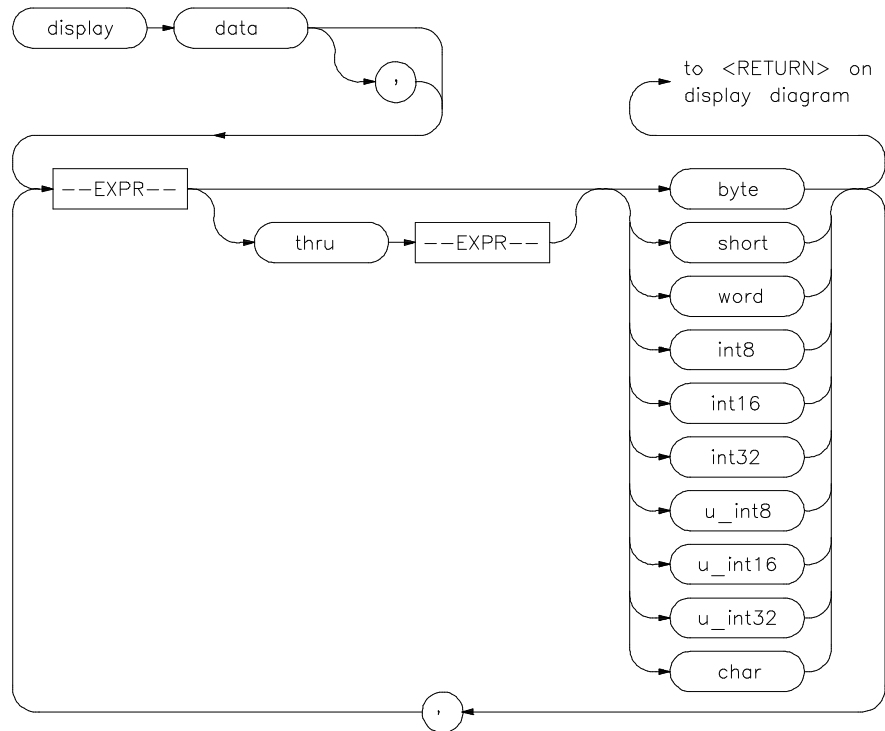 display data
,
to <RETURN> on
display diagram
--EXPR-- byte
thru --EXPR-- short
word
int8
int16
int32
u_int8
u_int16
u_int32
char
,